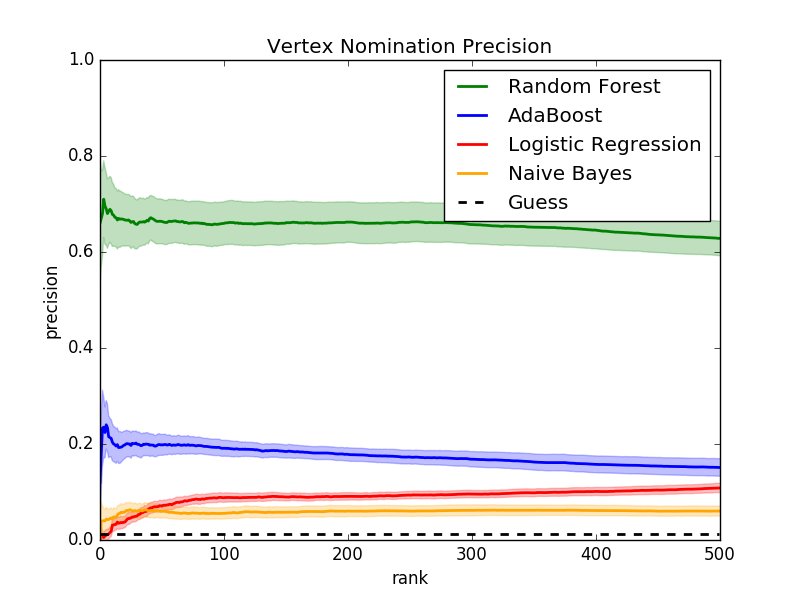 Vertex Nomination Precision
1.0
0.8
0.6
0.4
0.2
0.0
precision
Random Forest
AdaBoost
Logistic Regression
Naive Bayes
Guess
0 100 200 300 400 500
rank